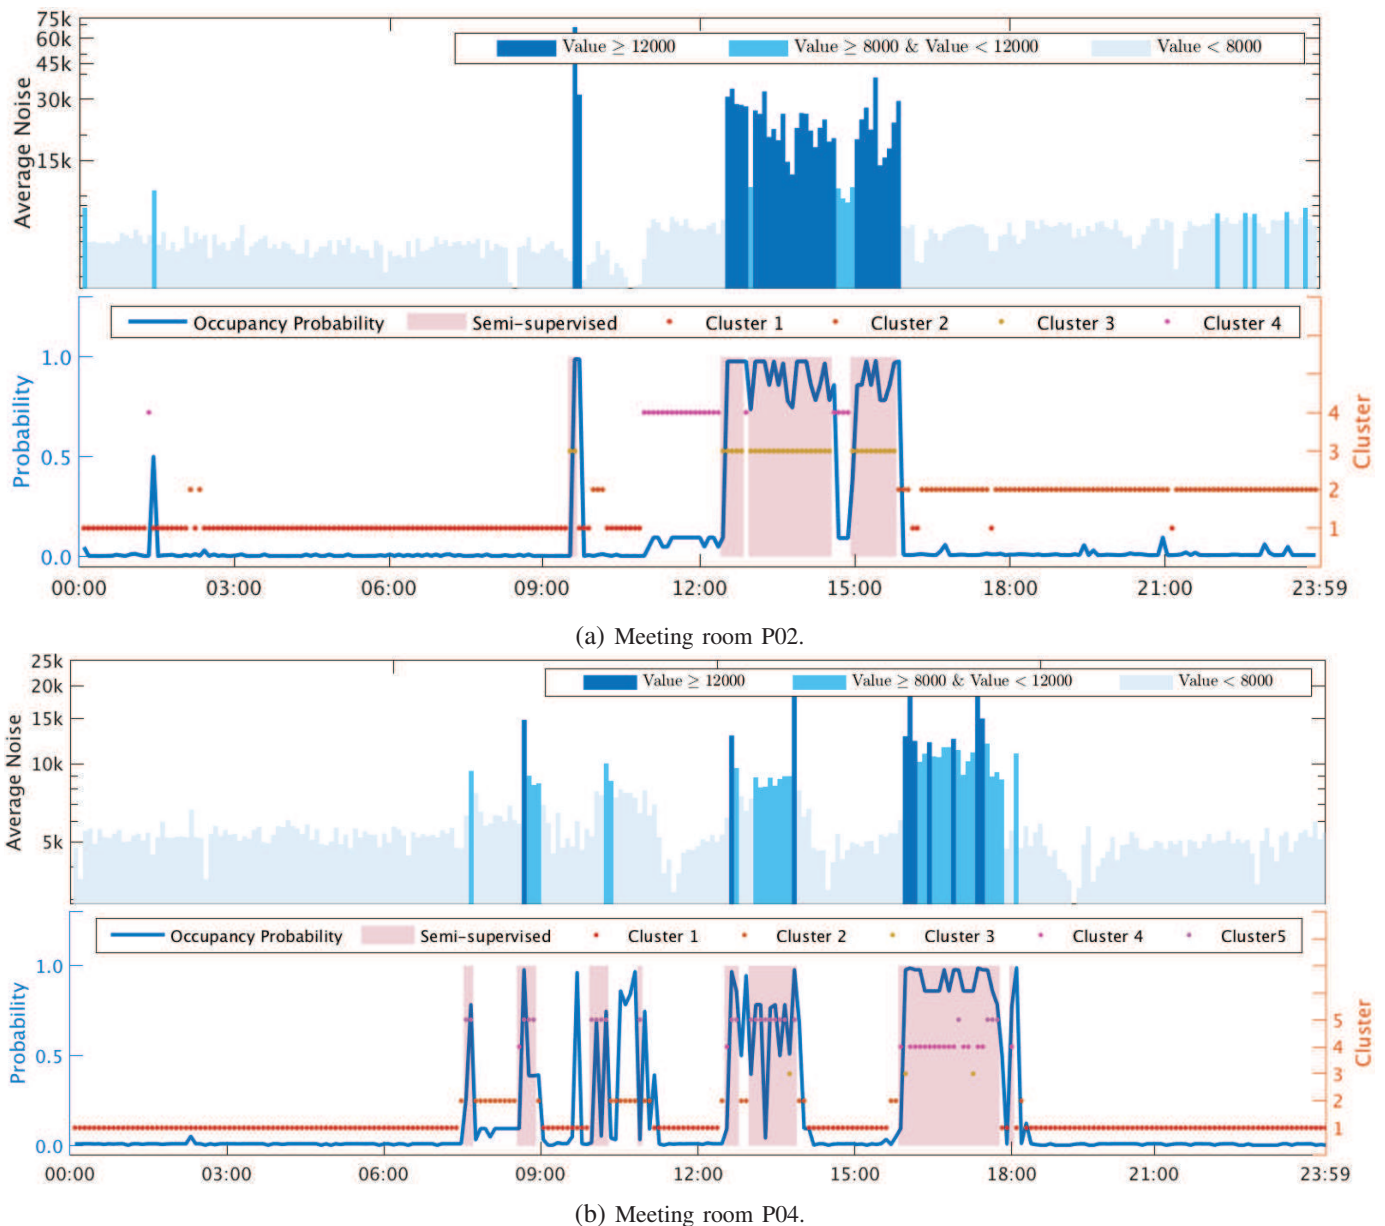 75k
60k
45k
30k
15k
Average Noise
Value ≥ 12000
Value ≥ 8000 & Value < 12000
Value < 8000
Occupancy Probability
Semi-supervised
Cluster 1
Cluster 2
Cluster 3
Cluster 4
1.0
0.5
0.0
Probability
4
3
2
1
Cluster
00:00 03:00 06:00 09:00 12:00 15:00 18:00 21:00 23:59
(a) Meeting room P02.
25k
20k
15k
10k
5k
Average Noise
Value ≥ 12000
Value ≥ 8000 & Value < 12000
Value < 8000
Occupancy Probability
Semi-supervised
Cluster 1
Cluster 2
Cluster 3
Cluster 4
Cluster5
1.0
0.5
0.0
Probability
5
4
3
2
1
Cluster
00:00 03:00 06:00 09:00 12:00 15:00 18:00 21:00 23:59
(b) Meeting room P04.